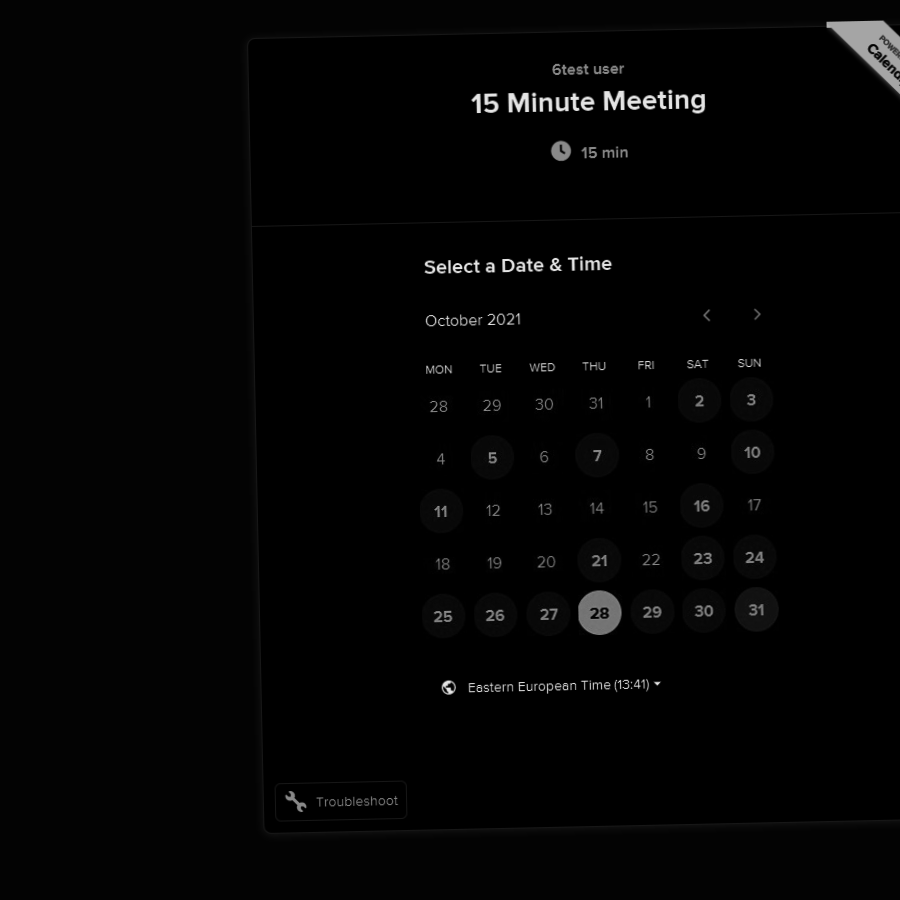 POWE
Calend
6test user
15 Minute Meeting
15 min
Select a Date & Time
October 2021
MON TUE WED THU FRI SAT SUN
28 29 30 31 1 2 3
4 5 6 7 8 9 10
11 12 13 14 15 16 17
18 19 20 21 22 23 24
25 26 27 28 29 30 31
Eastern European Time (13:41)
Troubleshoot